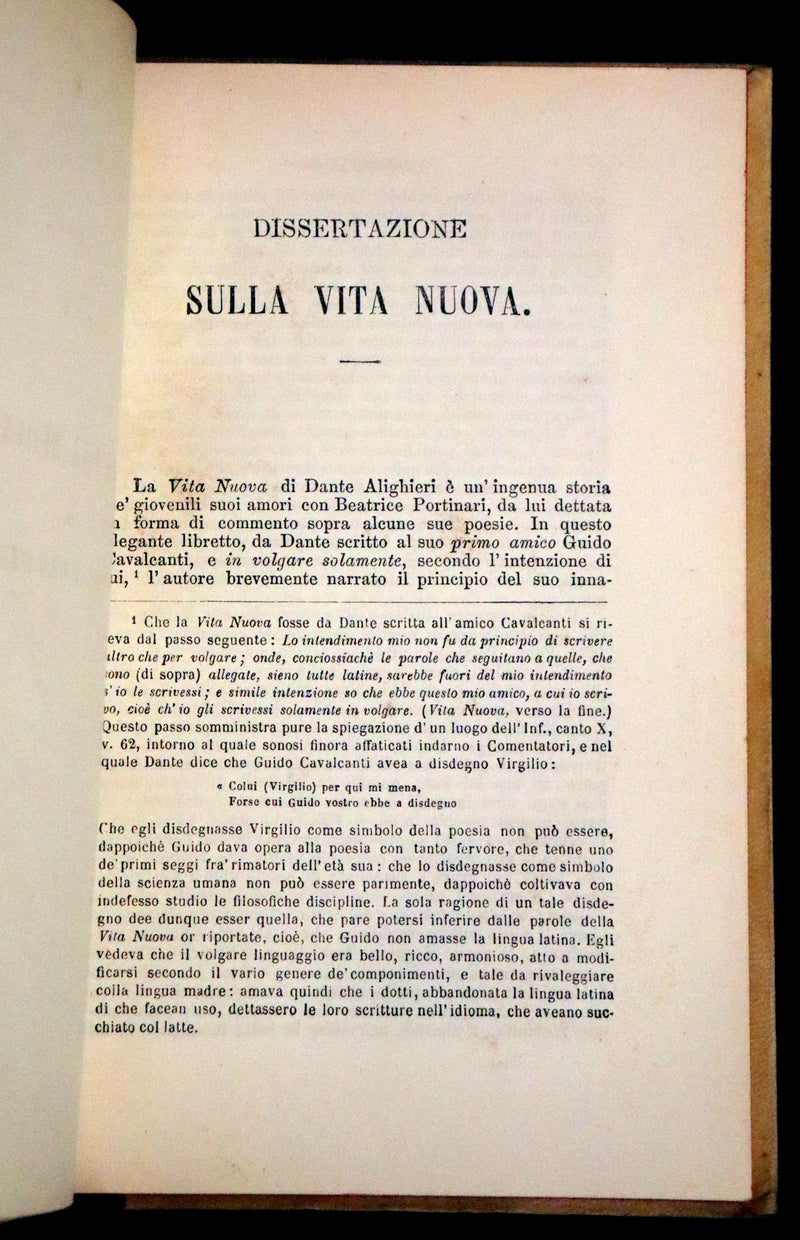 DISSERTAZIONE
SULLA VITA NUOVA.
La Vita Nuova di Dante Alighieri è un' ingenua storia
e' giovenili suoi amori con Beatrice Portinari, da lui dettata
forma di commento sopra alcune sue poesie. In questo
legante libretto, da Dante scritto al suo primo amico Guido
avalcanti, e in volgare solamente, secondo l' intenzione di
ui, ¹ l' autore brevemente narrato il principio del suo inna-
¹ Che la Vita Nuova fosse da Dante scritta all' amico Cavalcanti si ri-
eva dal passo seguente: Lo intendimento mio non fu da principio di scrivere
altro che per volgare; onde, conciossiachè le parole che seguitano a quelle, che
sono (di sopra) allegate, sieno tutte latine, sarebbe fuori del mio intendimento
s' io le scrivessi; e simile intenzione so che ebbe questo mio amico, a cui io scri-
vo, cioè ch' io gli scrivessi solamente in volgare. (Vita Nuova, verso la fine.)
Questo passo somministra pure la spiegazione d' un luogo dell' Inf., canto X,
v. 62, intorno al quale sonosi finora affaticati indarno i Comentatori, e nel
quale Dante dice che Guido Cavalcanti avea a disdegno Virgilio:
« Colui (Virgilio) per qui mi mena,
Forse cui Guido vostro ebbe a disdegno
Che egli disdegnasse Virgilio come simbolo della poesia non può essere,
dappoichè Guido dava opera alla poesia con tanto fervore, che tenne uno
de' primi seggi fra' rimatori dell' età sua: che lo disdegnasse come simbolo
della scienza umana non può essere parimente, dappoichè coltivava con
indefesso studio le filosofiche discipline. La sola ragione di un tale disde-
gno dee dunque esser quella, che pare potersi inferire dalle parole della
Vita Nuova or riportate, cioè, che Guido non amasse la lingua latina. Egli
vedeva che il volgare linguaggio era bello, ricco, armonioso, atto a modi-
ficarsi secondo il vario genere de' componimenti, e tale da rivaleggiare
colla lingua madre: amava quindi che i dotti, abbandonata la lingua latina
di che facean uso, dettassero le loro scritture nell' idioma, che aveano suc-
chiato col latte.